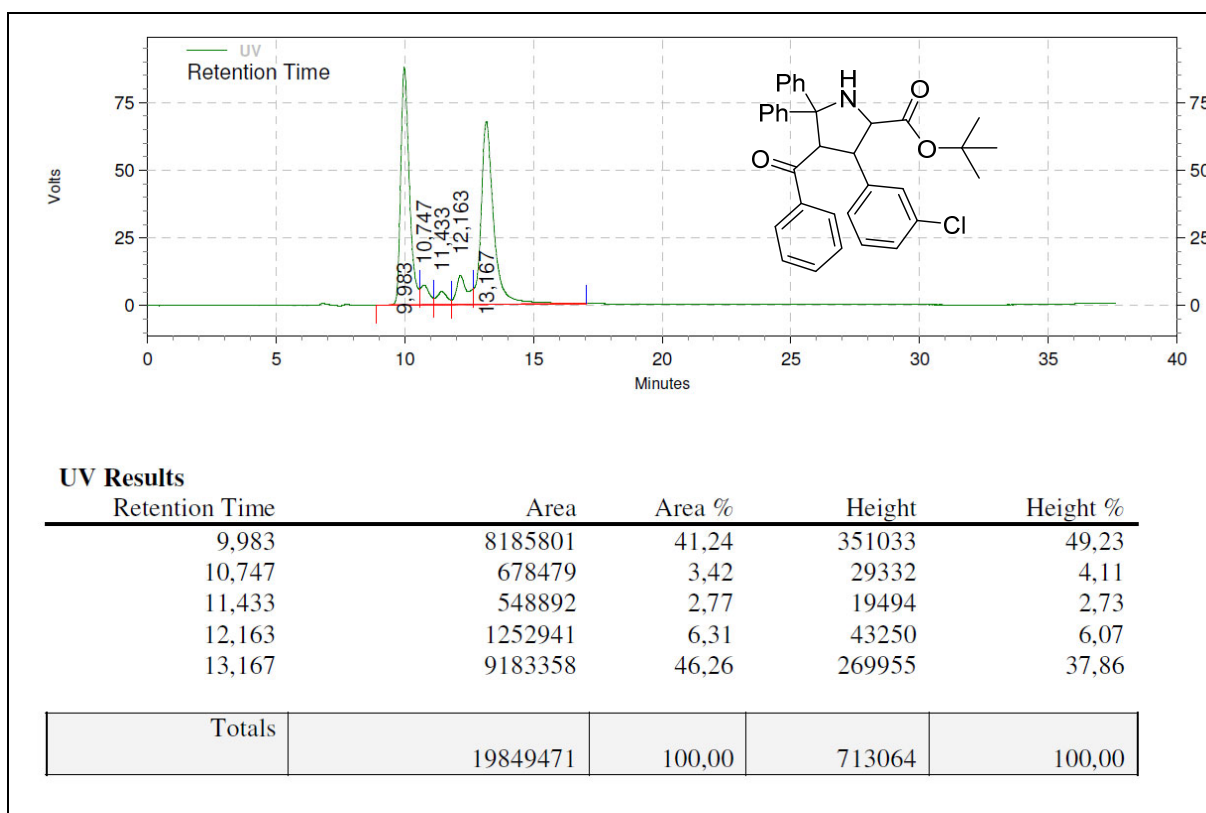 UV
Retention Time
Volts
75
50
25
0
75
50
25
0
9,983
10,747
11,433
12,163
13,167
Ph
Ph
H
N
O
O
O
Cl
0 5 10 15 20 25 30 35 40
Minutes
UV Results
Retention Time Area Area % Height Height %
9,983 8185801 41,24 351033 49,23
10,747 678479 3,42 29332 4,11
11,433 548892 2,77 19494 2,73
12,163 1252941 6,31 43250 6,07
13,167 9183358 46,26 269955 37,86
Totals
19849471 100,00 713064 100,00